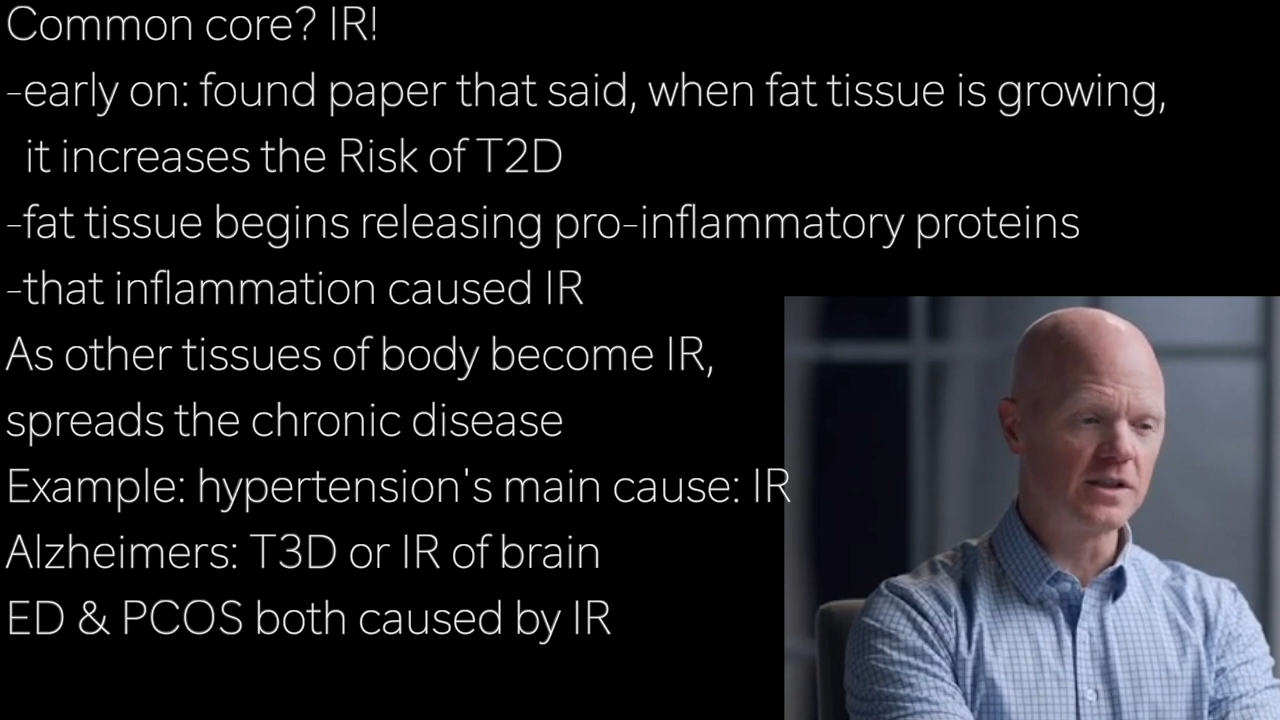 Common core? IR!
-early on: found paper that said, when fat tissue is growing,
it increases the Risk of T2D
-fat tissue begins releasing pro-inflammatory proteins
-that inflammation caused IR
As other tissues of body become IR,
spreads the chronic disease
Example: hypertension's main cause: IR
Alzheimers: T3D or IR of brain
ED & PCOS both caused by IR